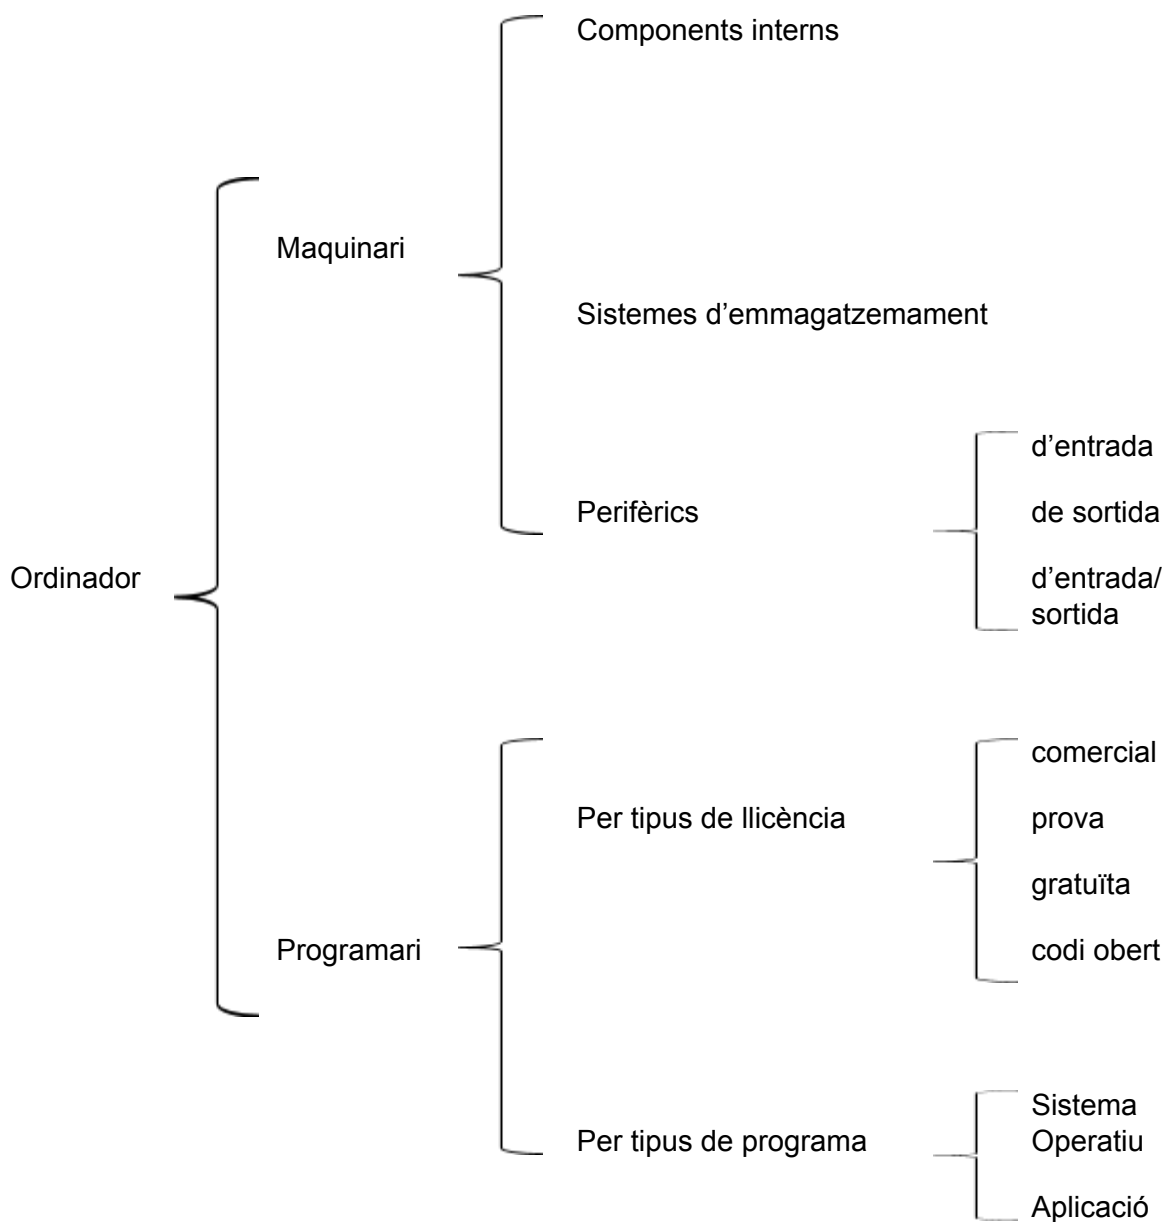 Components interns
Maquinari
Sistemes d’emmagatzemament
d’entrada
Perifèrics
de sortida
Ordinador
d’entrada/
sortida
comercial
Per tipus de llicència
prova
gratuïta
Programari
codi obert
Sistema
Per tipus de programa
Operatiu
Aplicació